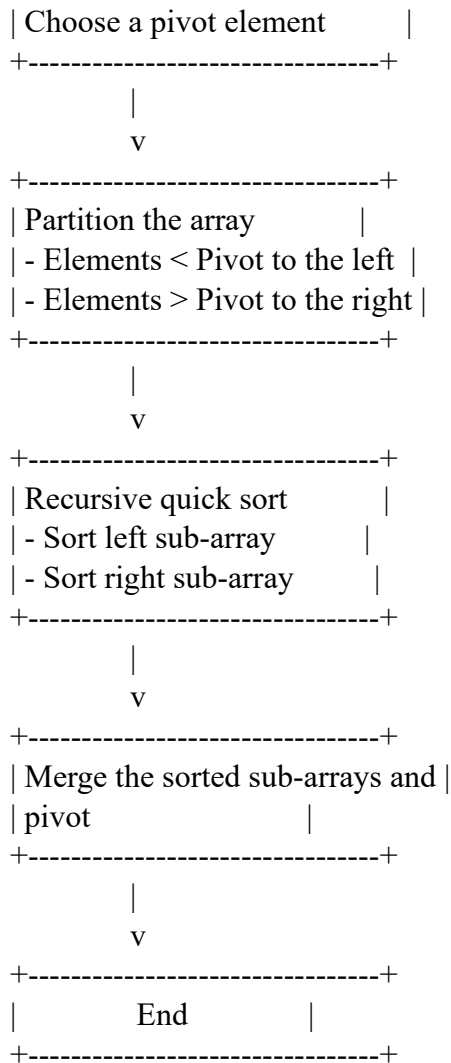 | Choose a pivot element |
+---------------------------------+
|
v
+---------------------------------+
| Partition the array |
| - Elements < Pivot to the left |
| - Elements > Pivot to the right |
+---------------------------------+
|
v
+---------------------------------+
| Recursive quick sort |
| - Sort left sub-array |
| - Sort right sub-array |
+---------------------------------+
|
v
+---------------------------------+
| Merge the sorted sub-arrays and |
| pivot |
+---------------------------------+
|
v
+---------------------------------+
| End |
+---------------------------------+